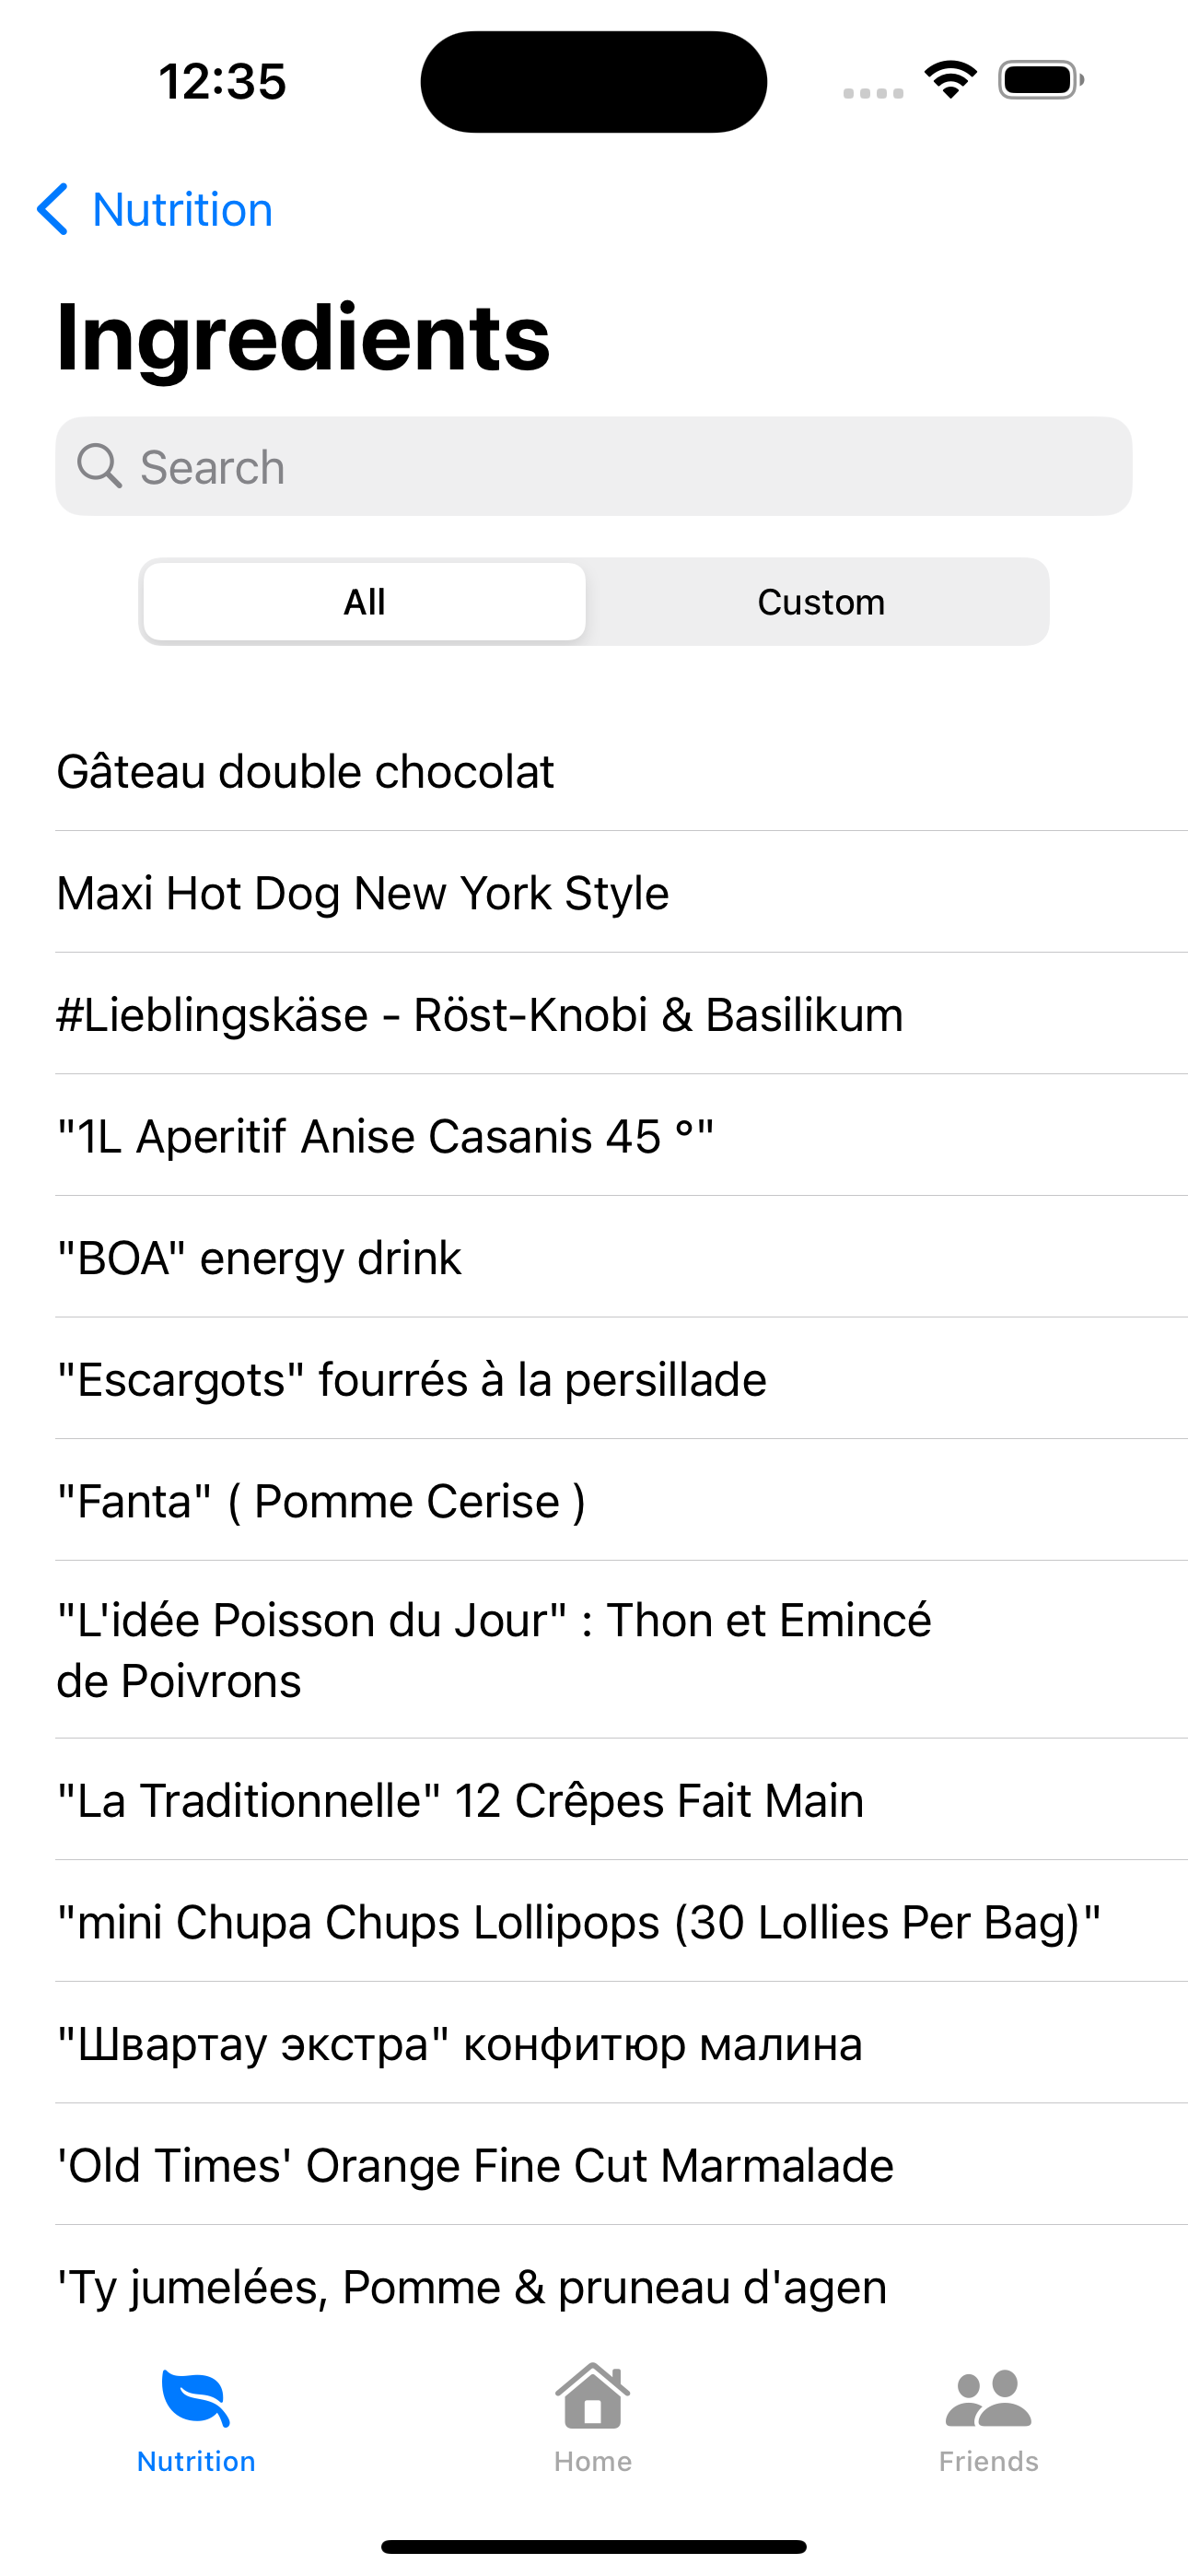 12:35
Nutrition
Ingredients
Search
All
Custom
Gâteau double chocolat
Maxi Hot Dog New York Style
#Lieblingskäse - Röst-Knobi & Basilikum
"1L Aperitif Anise Casanis 45 °"
"BOA" energy drink
"Escargots" fourrés à la persillade
"Fanta" ( Pomme Cerise )
"L'idée Poisson du Jour" : Thon et Emincé
de Poivrons
"La Traditionnelle" 12 Crêpes Fait Main
"mini Chupa Chups Lollipops (30 Lollies Per Bag)"
"Швартау экстра" конфитюр малина
'Old Times' Orange Fine Cut Marmalade
'Ty jumelées, Pomme & pruneau d'agen
Nutrition
Home
Friends